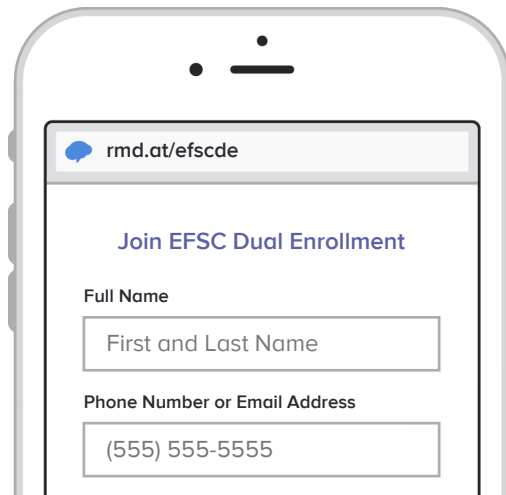 rmd.at/efscde
Join EFSC Dual Enrollment
Full Name
First and Last Name
Phone Number or Email Address
(555) 555-5555